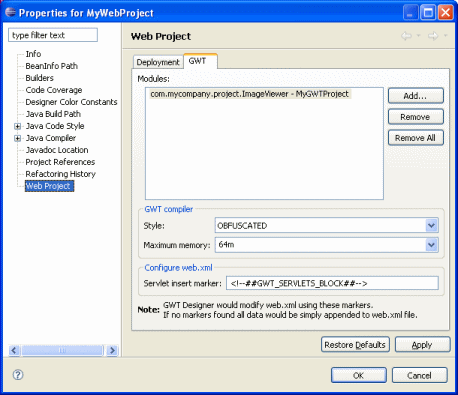 Properties for MyWebProject
type filter text
Info
BeanInfo Path
Builders
Code Coverage
Designer Color Constants
Java Build Path
Java Code Style
Java Compiler
Javadoc Location
Project References
Refactoring History
Web Project
Web Project
Deployment GWT
Modules:
com.mycompany.project.ImageViewer - MyGWTProject
Add...
Remove
Remove All
GWT compiler
Style: OBFUSCATED
Maximum memory: 64m
Configure web.xml
Servlet insert marker: <!--##GWT_SERVLETS_BLOCK##-->
Note: GWT Designer would modify web.xml using these markers.
If no markers found all data would be simply appended to web.xml file.
Restore Defaults Apply
OK Cancel